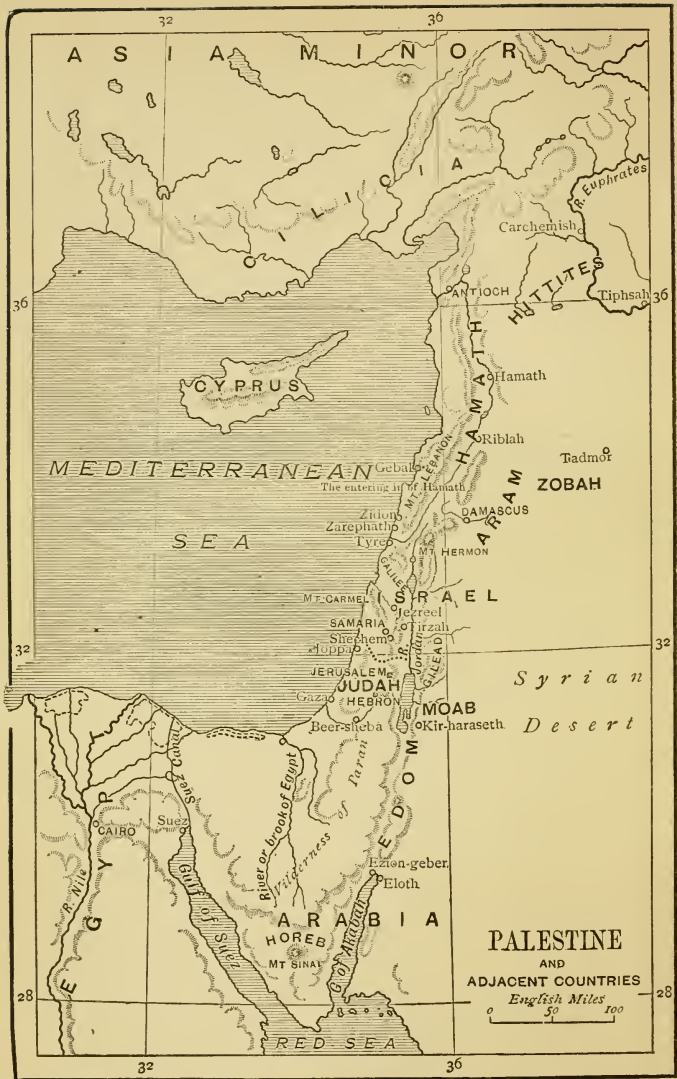 32
36
ASIA MINOR
CILICIA
R. Euphrates
Carchemish
HITTITES
36
ANTIOCH
Tiphsah
36
HAMATH
Hamath
CYPRUS
Riblah
MEDITERRANEAN
SEA
Gebal
MT. LEBANON
Tadmor
ZOBAH
The entering in of Hamath
ARAM
DAMASCUS
Zidon
Zarephath
Tyre
MT HERMON
GALILEE
MT. CARMEL
ISRAEL
Jezreel
SAMARIA
Tirzah
Shechem
32
Joppa
R. Jordan
GILEAD
32
JERUSALEM
JUDAH
Gaza
HEBRON
MOAB
Syrian
Desert
Beer-sheba
Kir-haraseth
EDOM
Wilderness of Paran
River or brook of Egypt
Suez Canal
EGYPT
CAIRO
Suez
R. Nile
Gulf of Suez
Ezion-geber.
Eloth
ARABIA
HOREB
MT SINAI
G. of Akabah
28
28
RED SEA
PALESTINE
AND
ADJACENT COUNTRIES
English Miles
0 50 100
32
36